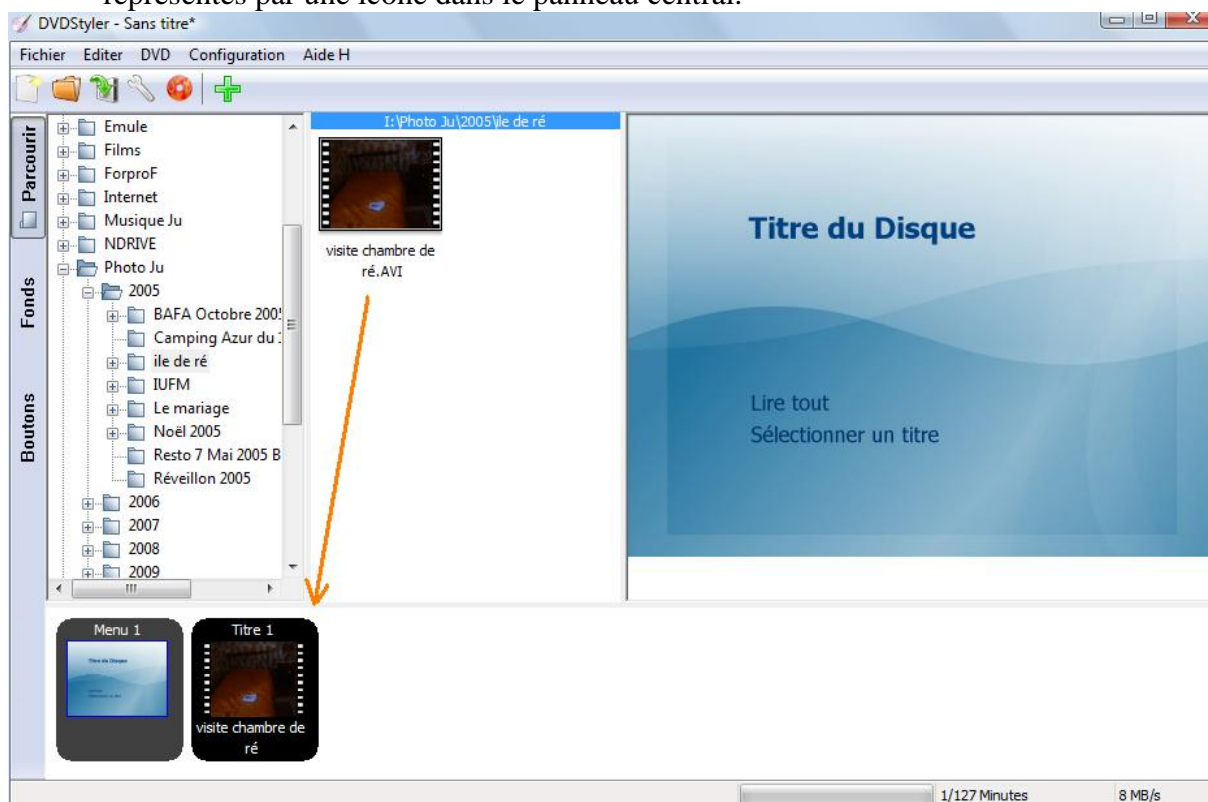 représentés par une icône dans le panneau central.
DVDStyler - Sans titre*
Fichier Editer DVD Configuration Aide H
Parcourir
Fonds
Boutons
Emule
Films
ForproF
Internet
Musique Ju
NDRIVE
Photo Ju
2005
BAFA Octobre 2005
Camping Azur du
ile de ré
IUFM
Le mariage
Noël 2005
Resto 7 Mai 2005 B
Réveillon 2005
2006
2007
2008
2009
I:\Photo Ju\2005\ile de ré
visite chambre de
ré.AVI
Titre du Disque
Lire tout
Sélectionner un titre
Menu 1
Titre du Disque
Titre 1
visite chambre de
ré
1/127 Minutes
8 MB/s